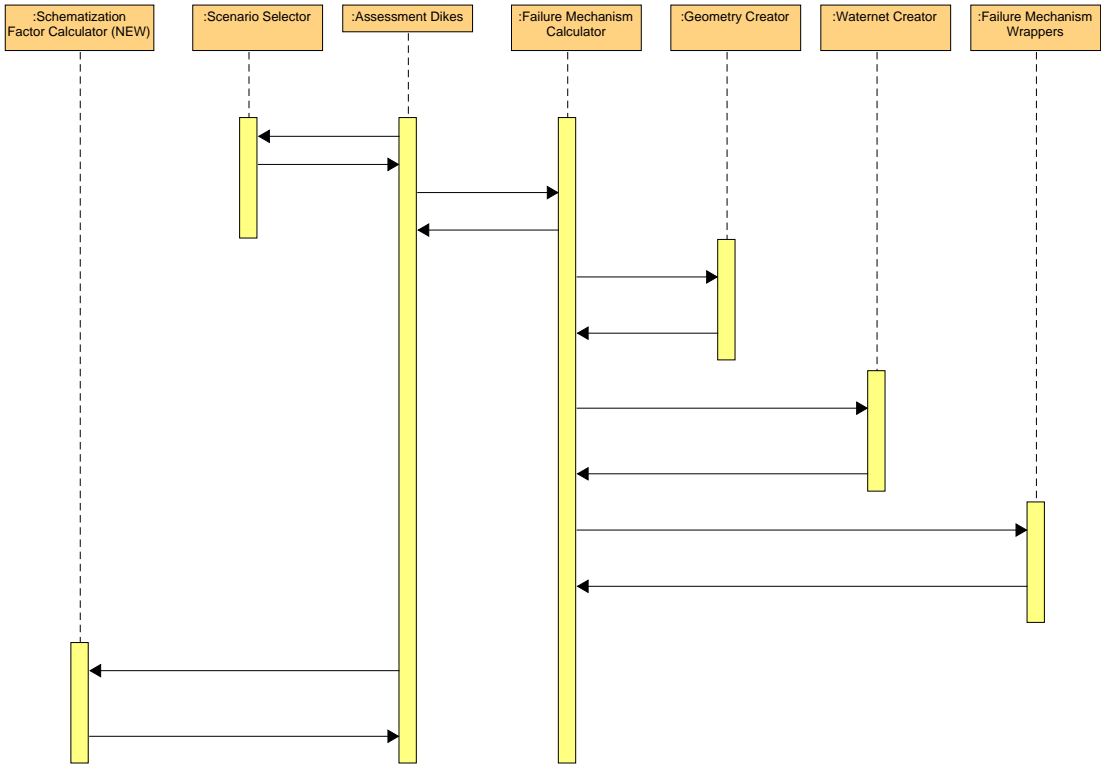 :Schematization
Factor Calculator (NEW)
:Scenario Selector
:Assessment Dikes
:Failure Mechanism
Calculator
:Geometry Creator
:Waternet Creator
:Failure Mechanism
Wrappers